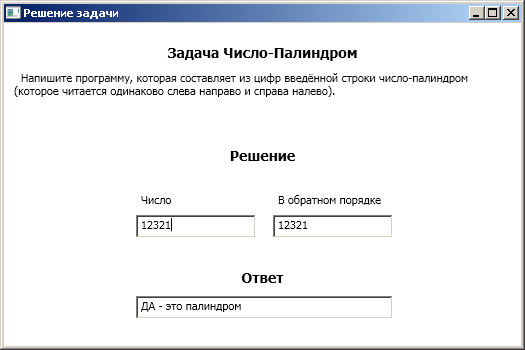 Решение задачи
Задача Число-Палиндром
Напишите программу, которая составляет из цифр введённой строки число-палиндром
(которое читается одинаково слева направо и справа налево).
Решение
Число В обратном порядке
12321 12321
Ответ
ДА - это палиндром